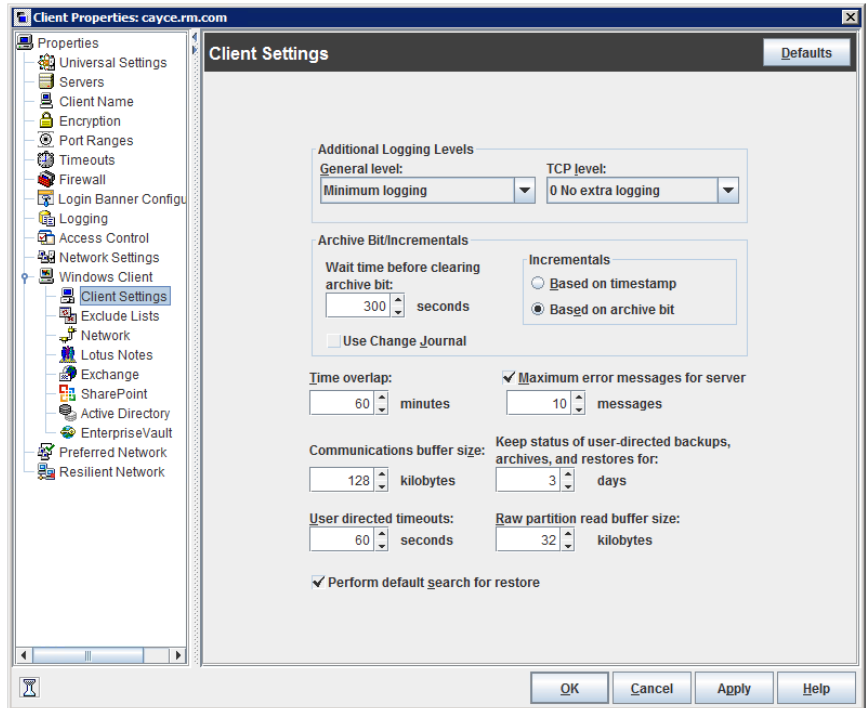 Client Properties: cayce.rm.com
Properties
Universal Settings
Servers
Client Name
Encryption
Port Ranges
Timeouts
Firewall
Login Banner Configu
Logging
Access Control
Network Settings
Windows Client
Client Settings
Exclude Lists
Network
Lotus Notes
Exchange
SharePoint
Active Directory
EnterpriseVault
Preferred Network
Resilient Network
Client Settings
Defaults
Additional Logging Levels
General level:
TCP level:
Minimum logging
0 No extra logging
Archive Bit/Incrementals
Wait time before clearing
archive bit:
300 seconds
Use Change Journal
Incrementals
Based on timestamp
Based on archive bit
Time overlap:
60 minutes
Maximum error messages for server
10 messages
Communications buffer size:
128 kilobytes
Keep status of user-directed backups,
archives, and restores for:
3 days
User directed timeouts:
60 seconds
Raw partition read buffer size:
32 kilobytes
Perform default search for restore
OK
Cancel
Apply
Help